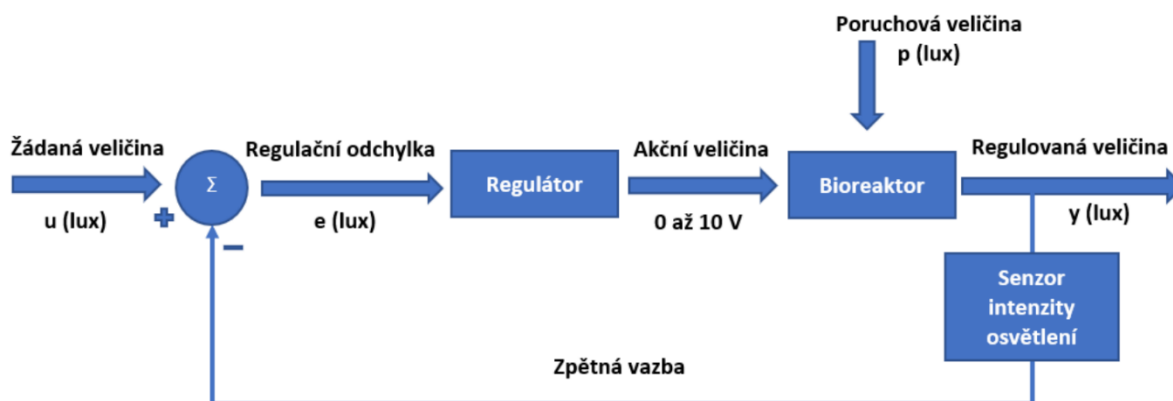 Poruchová veličina
p (lux)
Žádaná veličina
Regulační odchylka
Akční veličina
Regulovaná veličina
Σ
Regulátor
Bioreaktor
u (lux)
+
e (lux)
0 až 10 V
y (lux)
−
Senzor
intenzity
osvětlení
Zpětná vazba